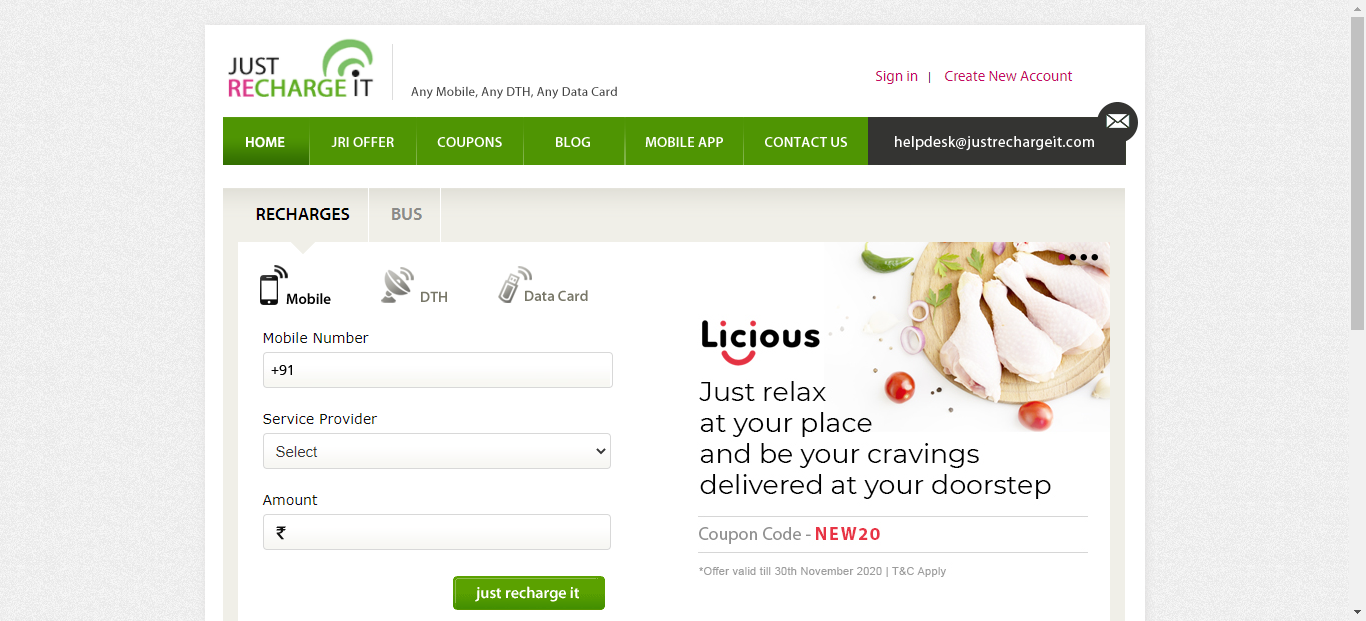 JUST
RECHARGE iT
Any Mobile, Any DTH, Any Data Card
Sign in | Create New Account
HOME JRI OFFER COUPONS BLOG MOBILE APP CONTACT US helpdesk@justrechargeit.com
RECHARGES BUS
Mobile DTH Data Card
Mobile Number
+91
Service Provider
Select
Amount
₹
just recharge it
Licious
Just relax
at your place
and be your cravings
delivered at your doorstep
Coupon Code - NEW20
*Offer valid till 30th November 2020 | T&C Apply